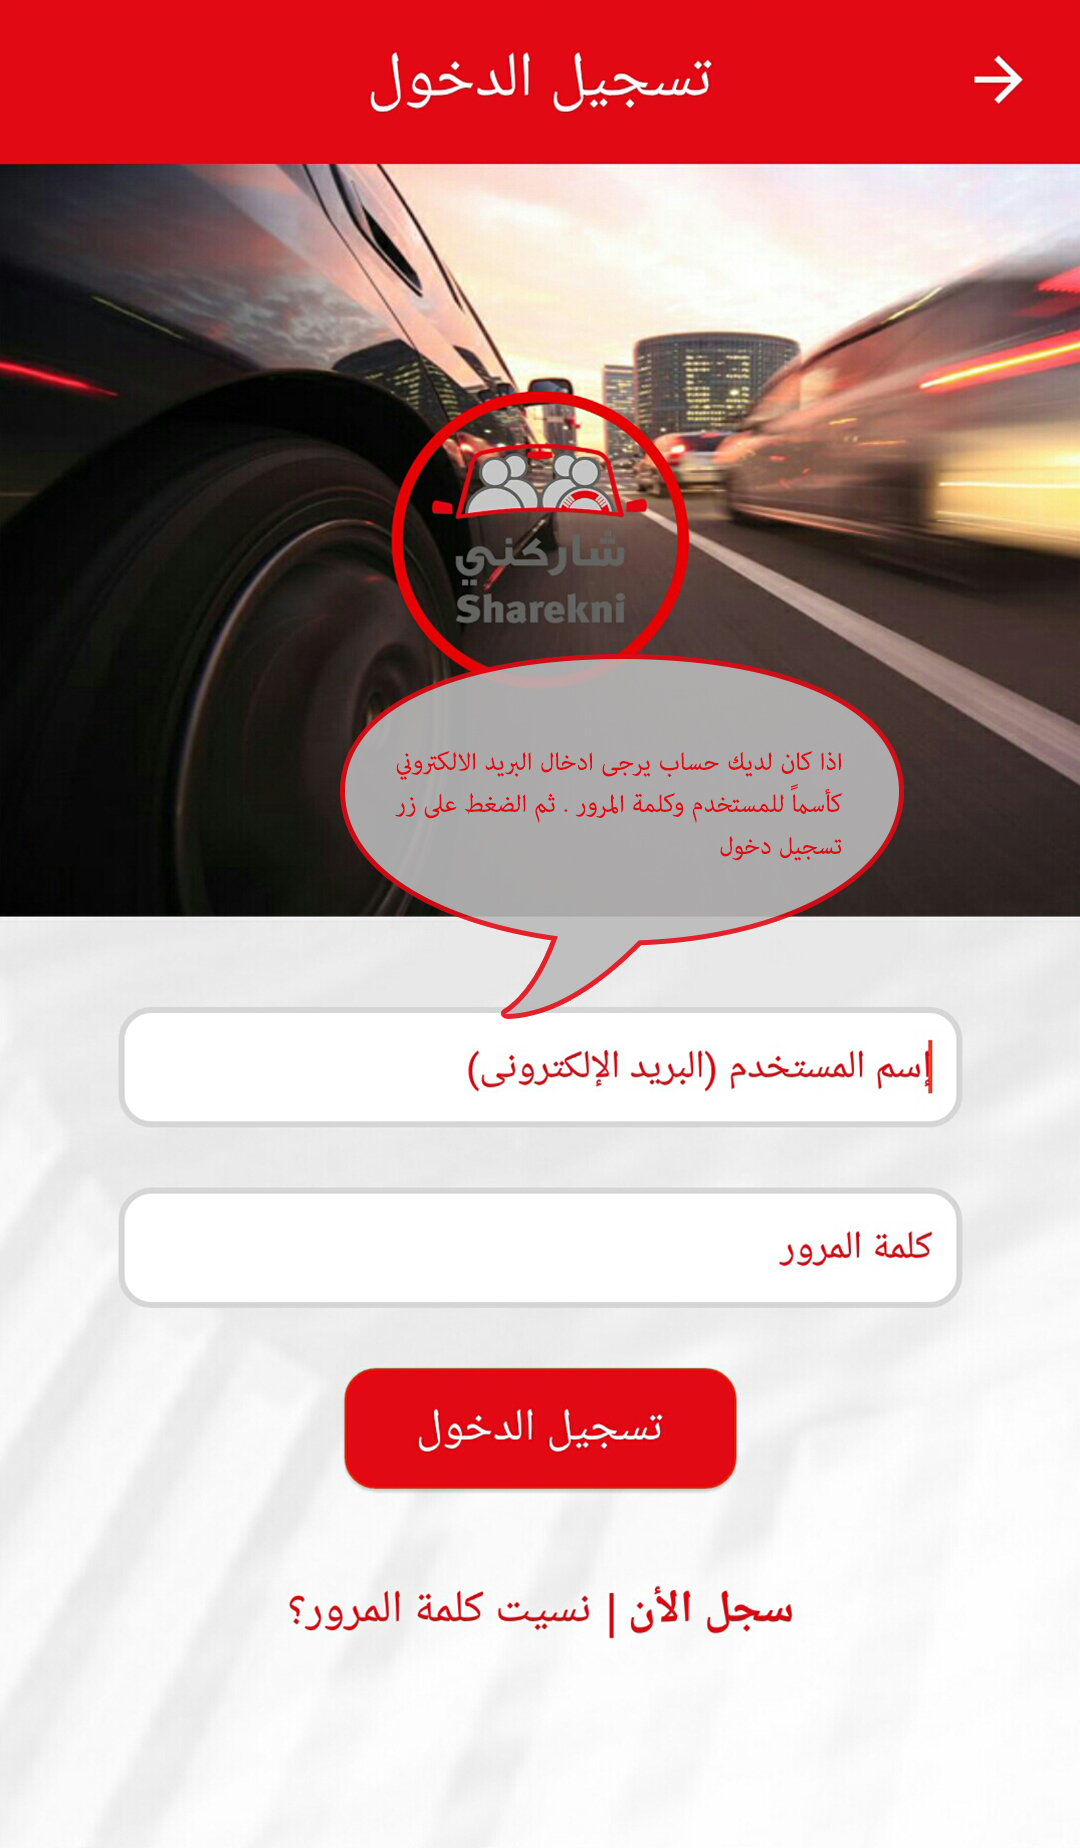 تسجيل الدخول
شاركني
Sharekni
اذا كان لديك حساب يرجى ادخال البريد الالكتروني
كأسماً للمستخدم وكلمة المرور . ثم الضغط على زر
تسجيل دخول
إسم المستخدم (البريد الإلكترونى)
كلمة المرور
تسجيل الدخول
سجل الأن | نسيت كلمة المرور؟